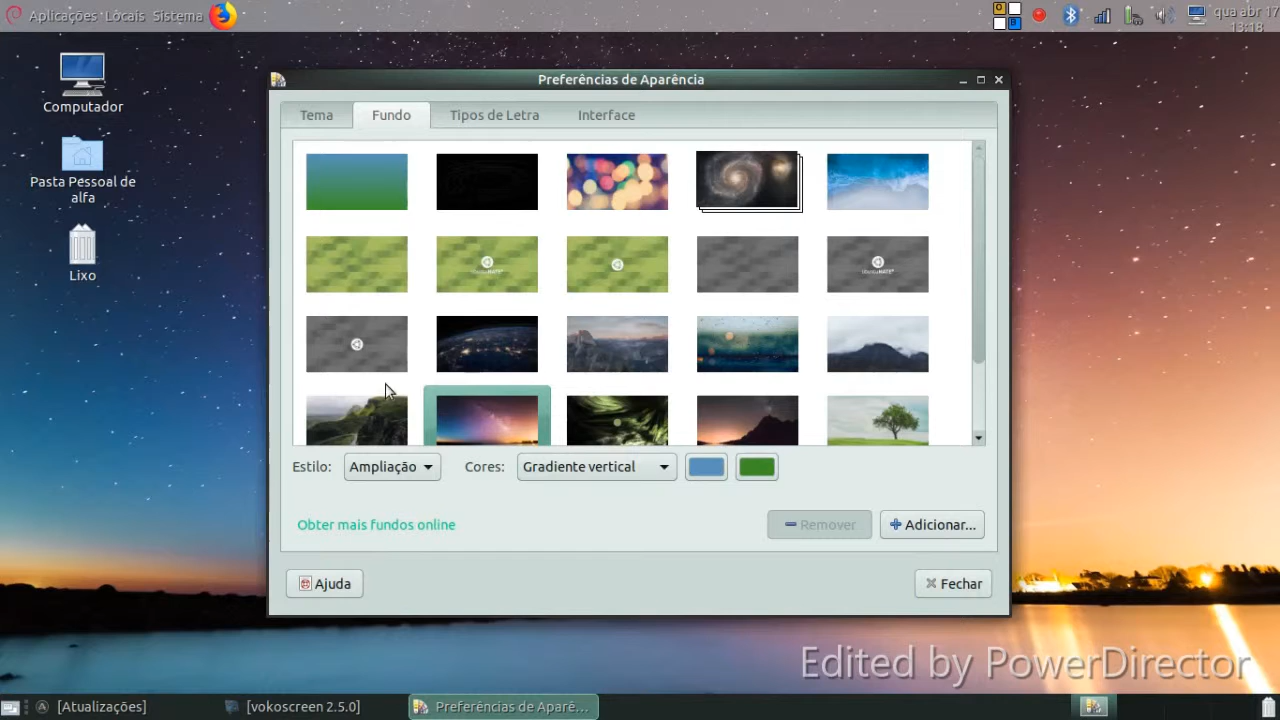 Aplicações Locais Sistema
qua abr 17
13:18
Computador
Pasta Pessoal de
alfa
Lixo
Preferências de Aparência
Tema Fundo Tipos de Letra Interface
Estilo: Ampliação Cores: Gradiente vertical
Obter mais fundos online Remover Adicionar...
Ajuda Fechar
Edited by PowerDirector
[Atualizações] [vokoscreen 2.5.0] Preferências de Aparê...